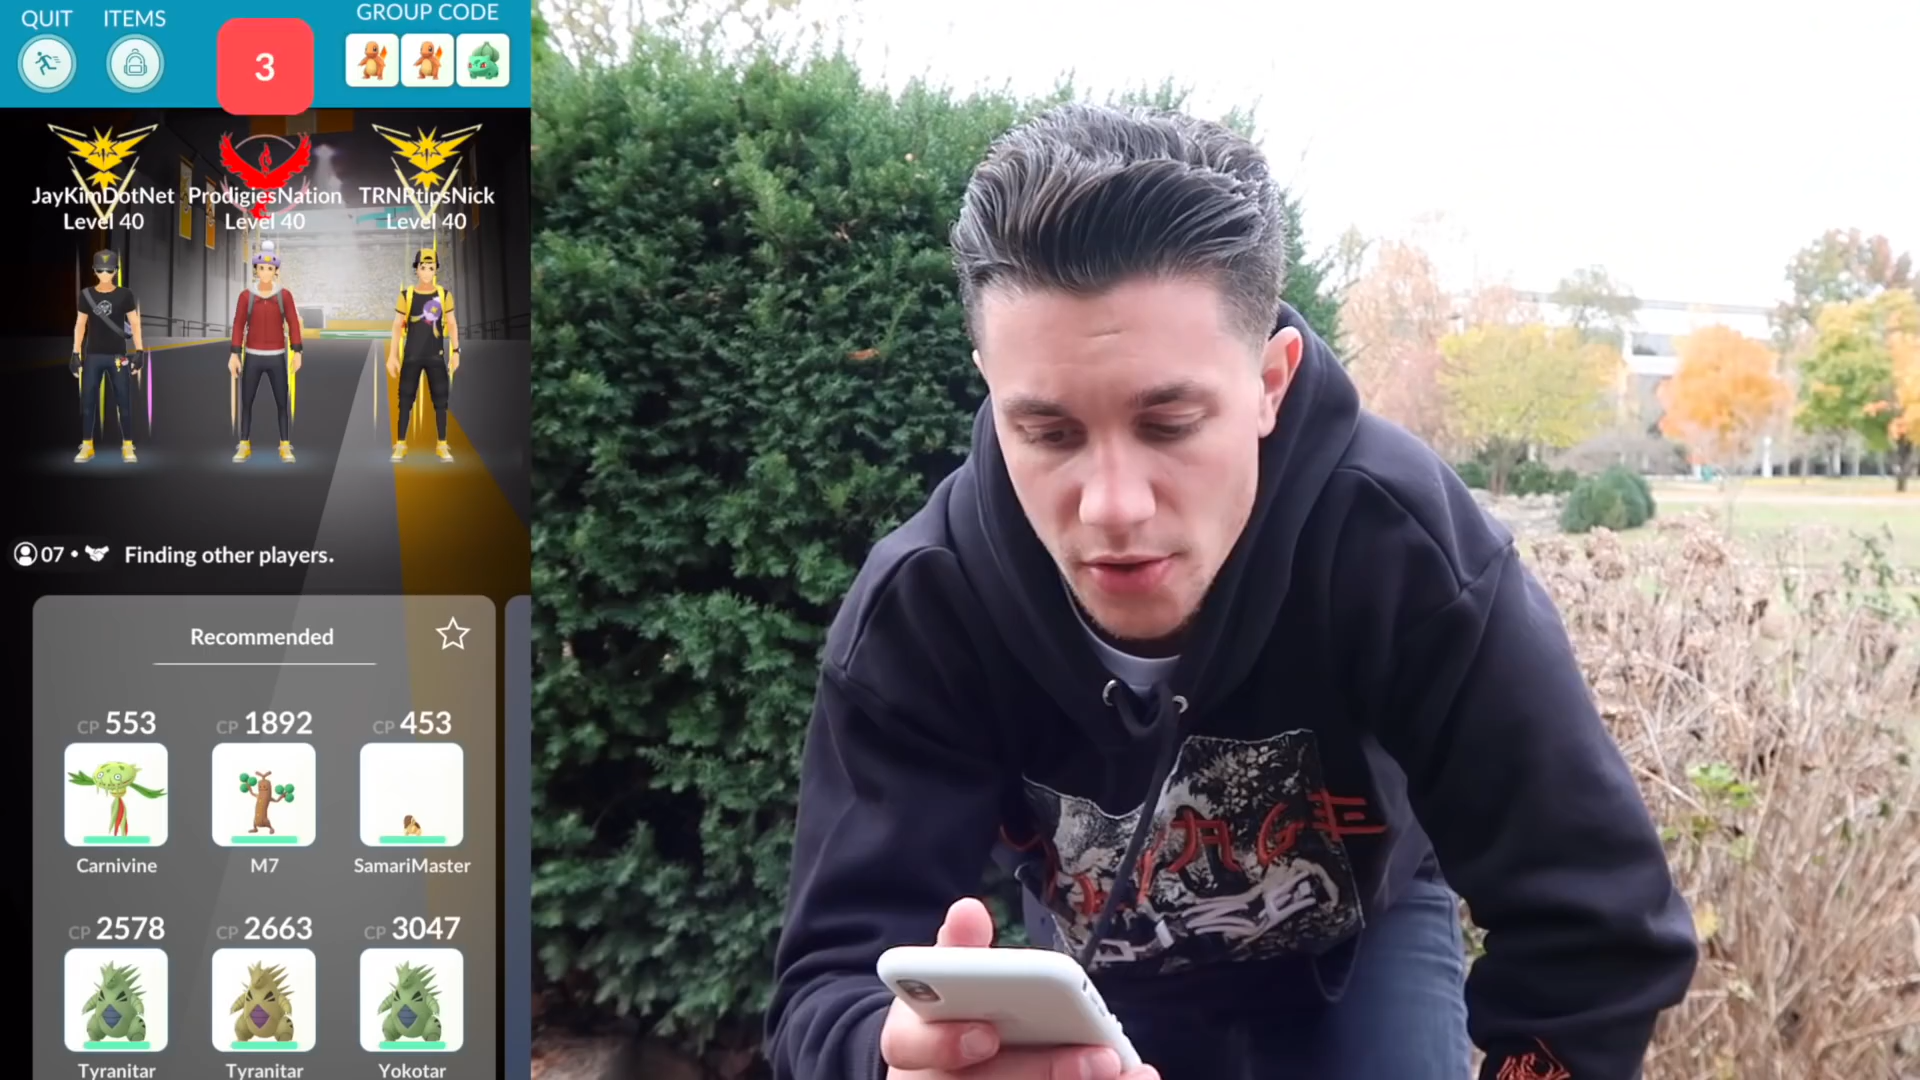 QUIT
ITEMS
GROUP CODE
3
JayKimDotNet
Level 40
ProdigiesNation
Level 40
TRNRtipsNick
Level 40
07 • Finding other players.
Recommended
CP 553
CP 1892
CP 453
Carnivine
M7
SamariMaster
CP 2578
CP 2663
CP 3047
Tyranitar
Tyranitar
Yokotar